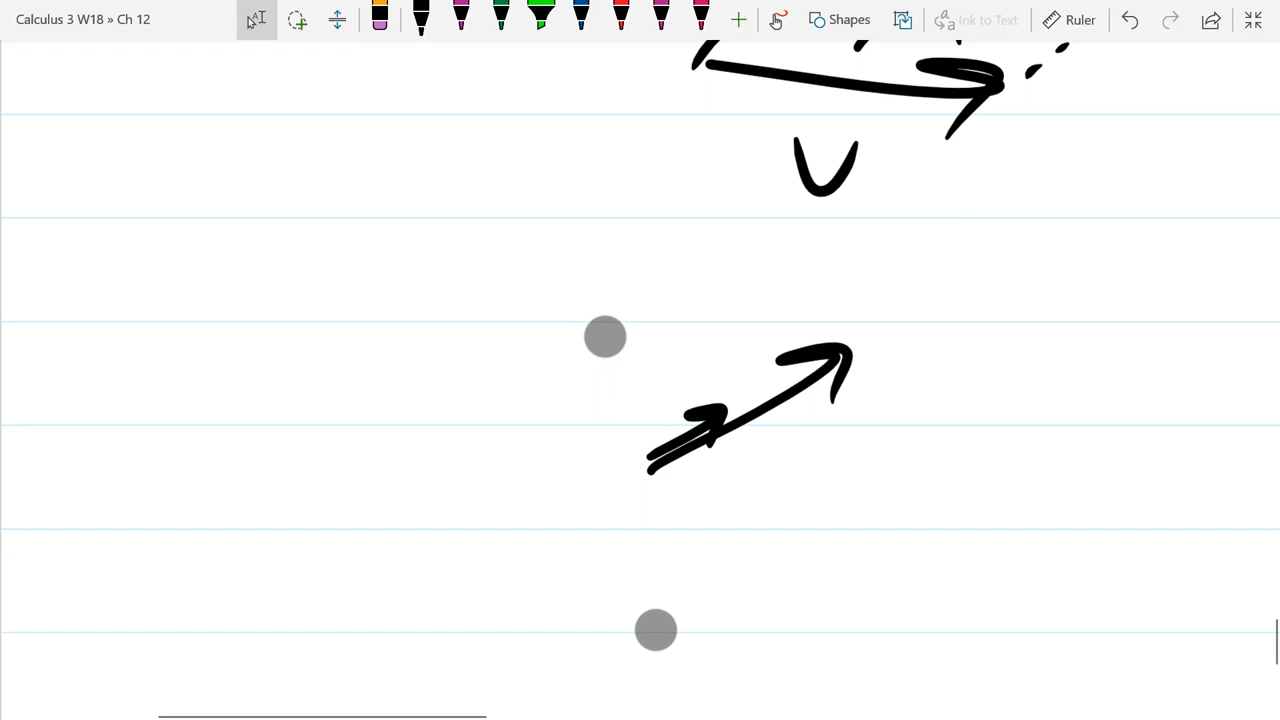 Calculus 3 W18 » Ch 12
Shapes
Ink to Text
Ruler
V